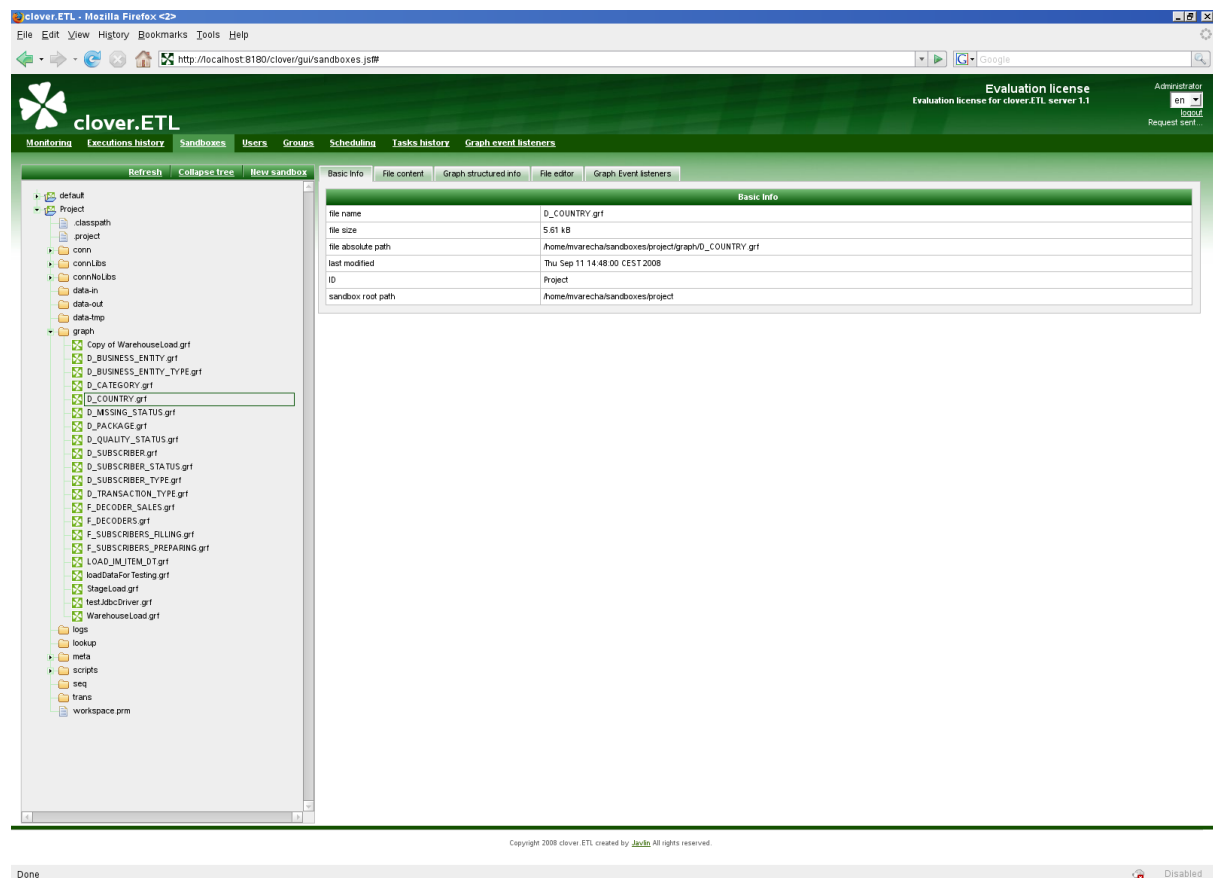 clover.ETL - Mozilla Firefox <2>
File Edit View History Bookmarks Tools Help
http://localhost:8180/clover/gui/sandboxes.jsf#
Google
Evaluation license
Evaluation license for clover.ETL server 1.1
Administrator
en
logout
Request sent...
clover.ETL
Monitoring Executions history Sandboxes Users Groups Scheduling Tasks history Graph event listeners
Refresh Collapse tree New sandbox
default
Project
.classpath
.project
conn
connLibs
connNoLibs
data-in
data-out
data-tmp
graph
Copy of WarehouseLoad.grf
D_BUSINESS_ENTITY.grf
D_BUSINESS_ENTITY_TYPE.grf
D_CATEGORY.grf
D_COUNTRY.grf
D_MISSING_STATUS.grf
D_PACKAGE.grf
D_QUALITY_STATUS.grf
D_SUBSCRIBER.grf
D_SUBSCRIBER_STATUS.grf
D_SUBSCRIBER_TYPE.grf
D_TRANSACTION_TYPE.grf
F_DECODER_SALES.grf
F_DECODERS.grf
F_SUBSCRIBERS_FILLING.grf
F_SUBSCRIBERS_PREPARING.grf
LOAD_IM_ITEM_DT.grf
loadDataForTesting.grf
StageLoad.grf
testJdbcDriver.grf
WarehouseLoad.grf
logs
lookup
meta
scripts
seq
trans
workspace.prm
Basic Info File content Graph structured info File editor Graph Event listeners
Basic Info
file name D_COUNTRY.grf
file size 5.61 kB
file absolute path /home/mvarecha/sandboxes/project/graph/D_COUNTRY.grf
last modified Thu Sep 11 14:48:00 CEST 2008
ID Project
sandbox root path /home/mvarecha/sandboxes/project
Copyright 2008 clover.ETL created by Javlin All rights reserved.
Done Disabled